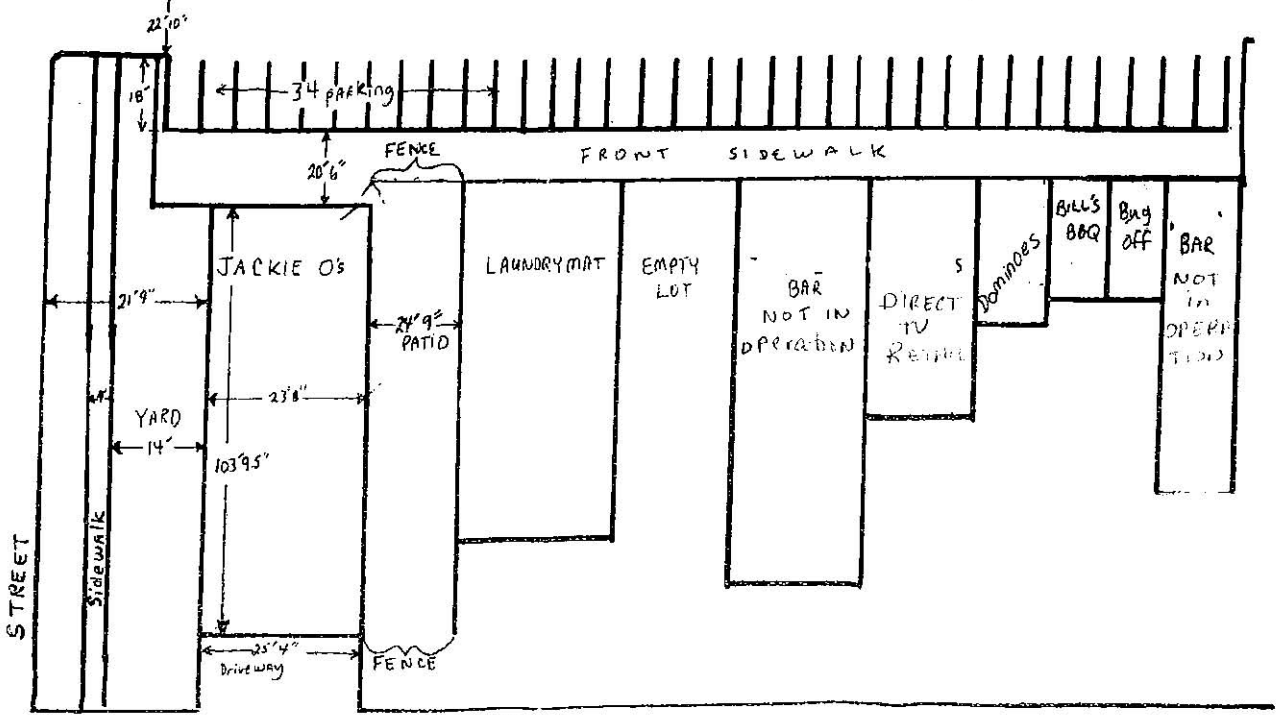 22'10"
18'
34 PARKING
20'6"
FENCE
FRONT SIDEWALK
JACKIE O's
LAUNDRYMAT
EMPTY
LOT
BAR
NOT IN
OPERATION
S
DIRECT
TV
RETAIL
DOMINOES
BILL'S
BBQ
Bug
OFF
BAR
NOT
IN
OPERA
TION
21'9"
24'9"
PATIO
23'8"
YARD
14'
103'9.5"
STREET
Sidewalk
25'4"
Driveway
FENCE